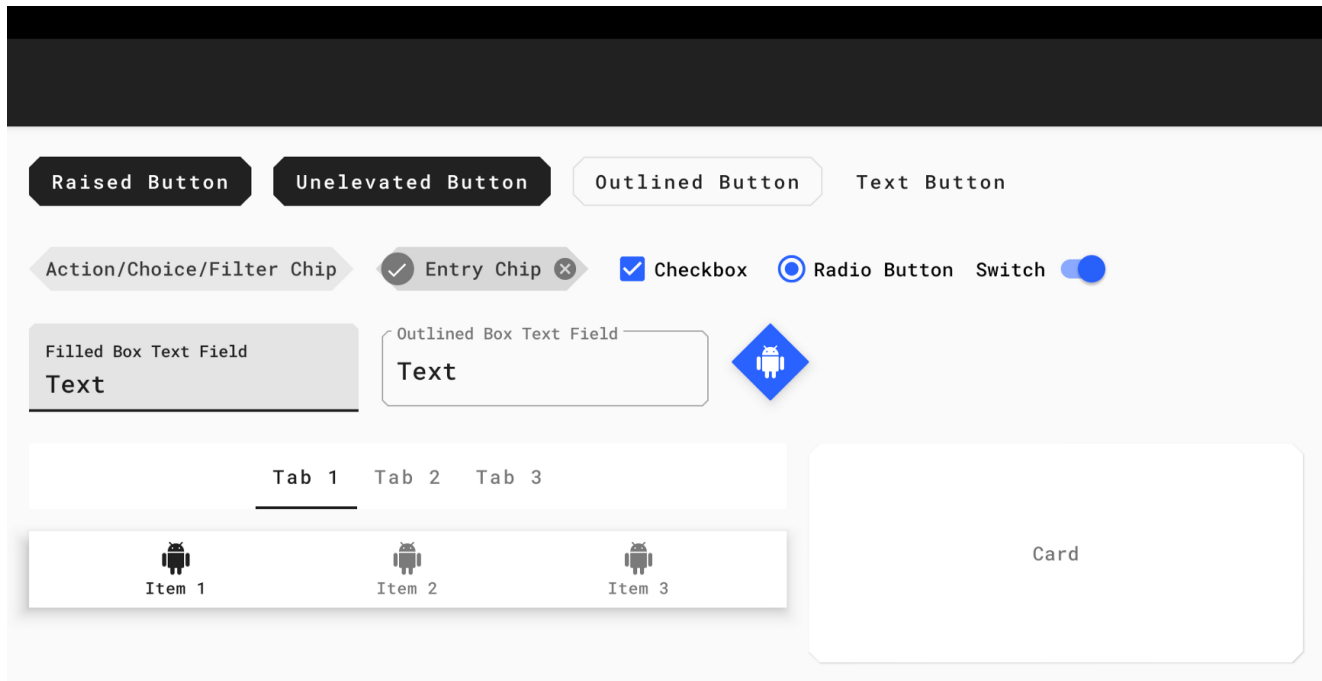 Raised Button
Unelevated Button
Outlined Button
Text Button
Action/Choice/Filter Chip
Entry Chip
Checkbox
Radio Button
Switch
Filled Box Text Field
Text
Outlined Box Text Field
Text
Tab 1
Tab 2
Tab 3
Item 1
Item 2
Item 3
Card